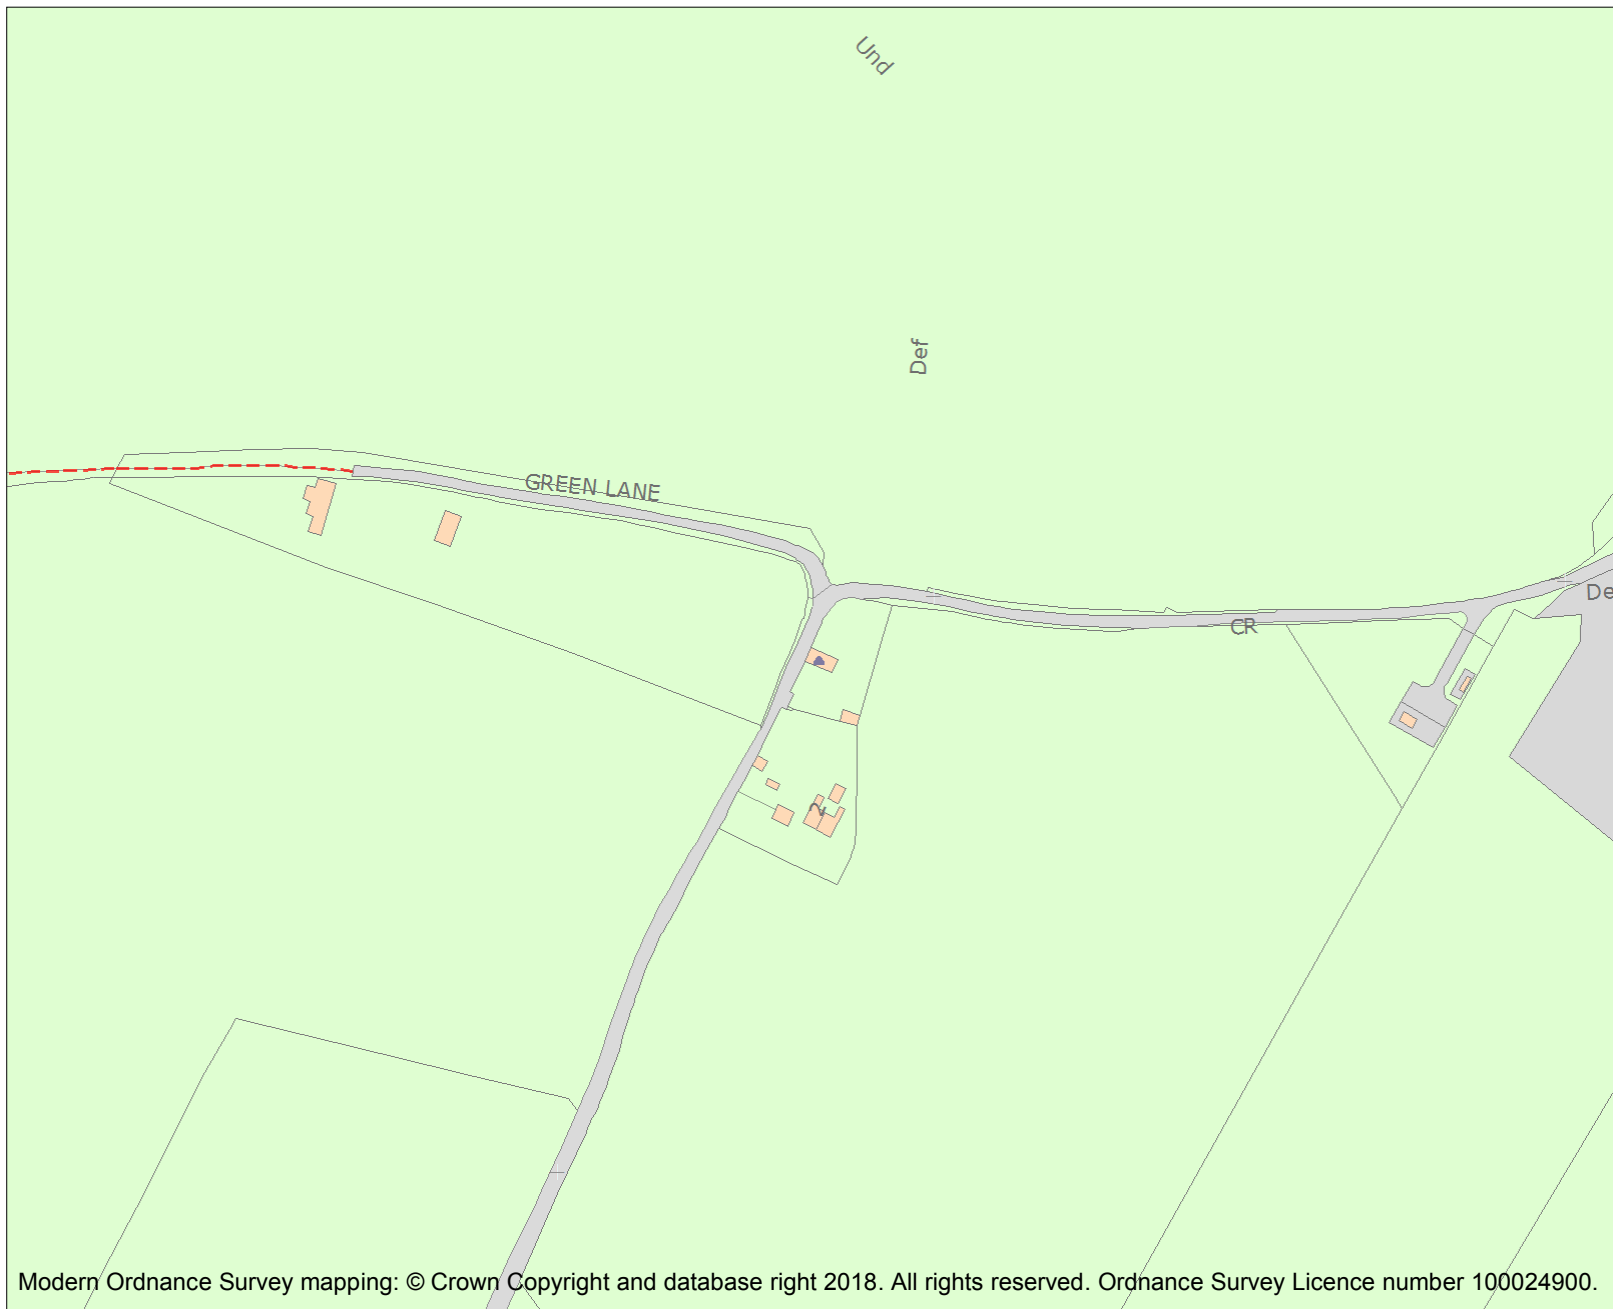 Und
Def
GREEN LANE
De
CR
2
Modern Ordnance Survey mapping: © Crown Copyright and database right 2018. All rights reserved. Ordnance Survey Licence number 100024900.